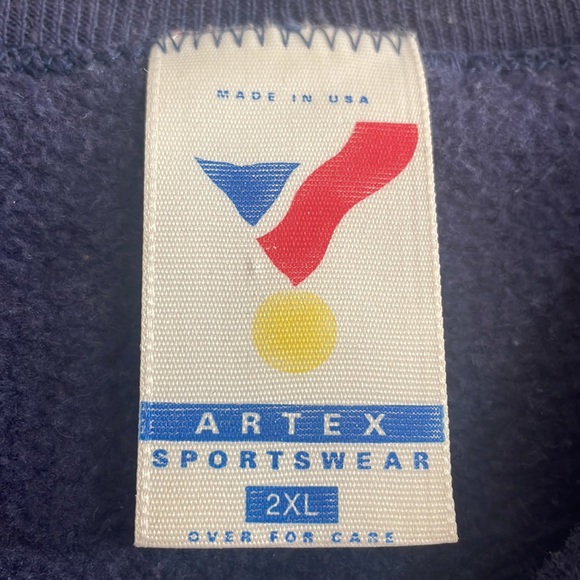 MADE IN USA
ARTEX
SPORTSWEAR
2XL
OVER FOR CARE